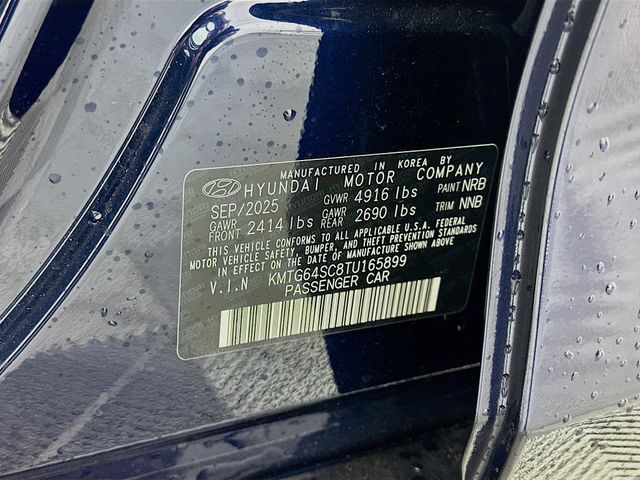 MANUFACTURED IN KOREA BY
HYUNDAI MOTOR COMPANY
SEP/2025 GVWR 4916 lbs PAINT NRB
GAWR FRONT 2414 lbs GAWR REAR 2690 lbs TRIM NNB
THIS VEHICLE CONFORMS TO ALL APPLICABLE U.S.A. FEDERAL
MOTOR VEHICLE SAFETY, BUMPER, AND THEFT PREVENTION STANDARDS
IN EFFECT ON THE DATE OF MANUFACTURE SHOWN ABOVE
V.I.N KMTG64SC8TU165899
PASSENGER CAR